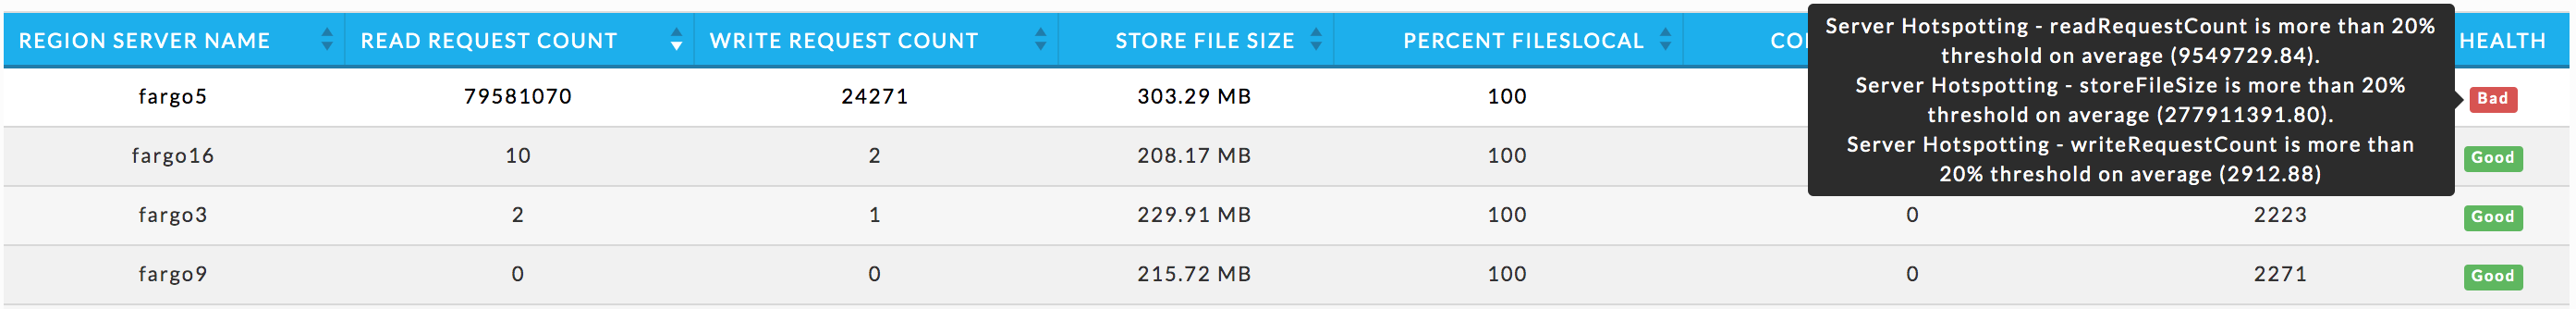 REGION SERVER NAME READ REQUEST COUNT WRITE REQUEST COUNT STORE FILE SIZE PERCENT FILESLOCAL HEALTH
Server Hotspotting - readRequestCount is more than 20%
threshold on average (9549729.84).
Server Hotspotting - storeFileSize is more than 20%
threshold on average (277911391.80).
Server Hotspotting - writeRequestCount is more than
20% threshold on average (2912.88)
fargo5 79581070 24271 303.29 MB 100 Bad
fargo16 10 2 208.17 MB 100 Good
fargo3 2 1 229.91 MB 100 0 2223 Good
fargo9 0 0 215.72 MB 100 0 2271 Good